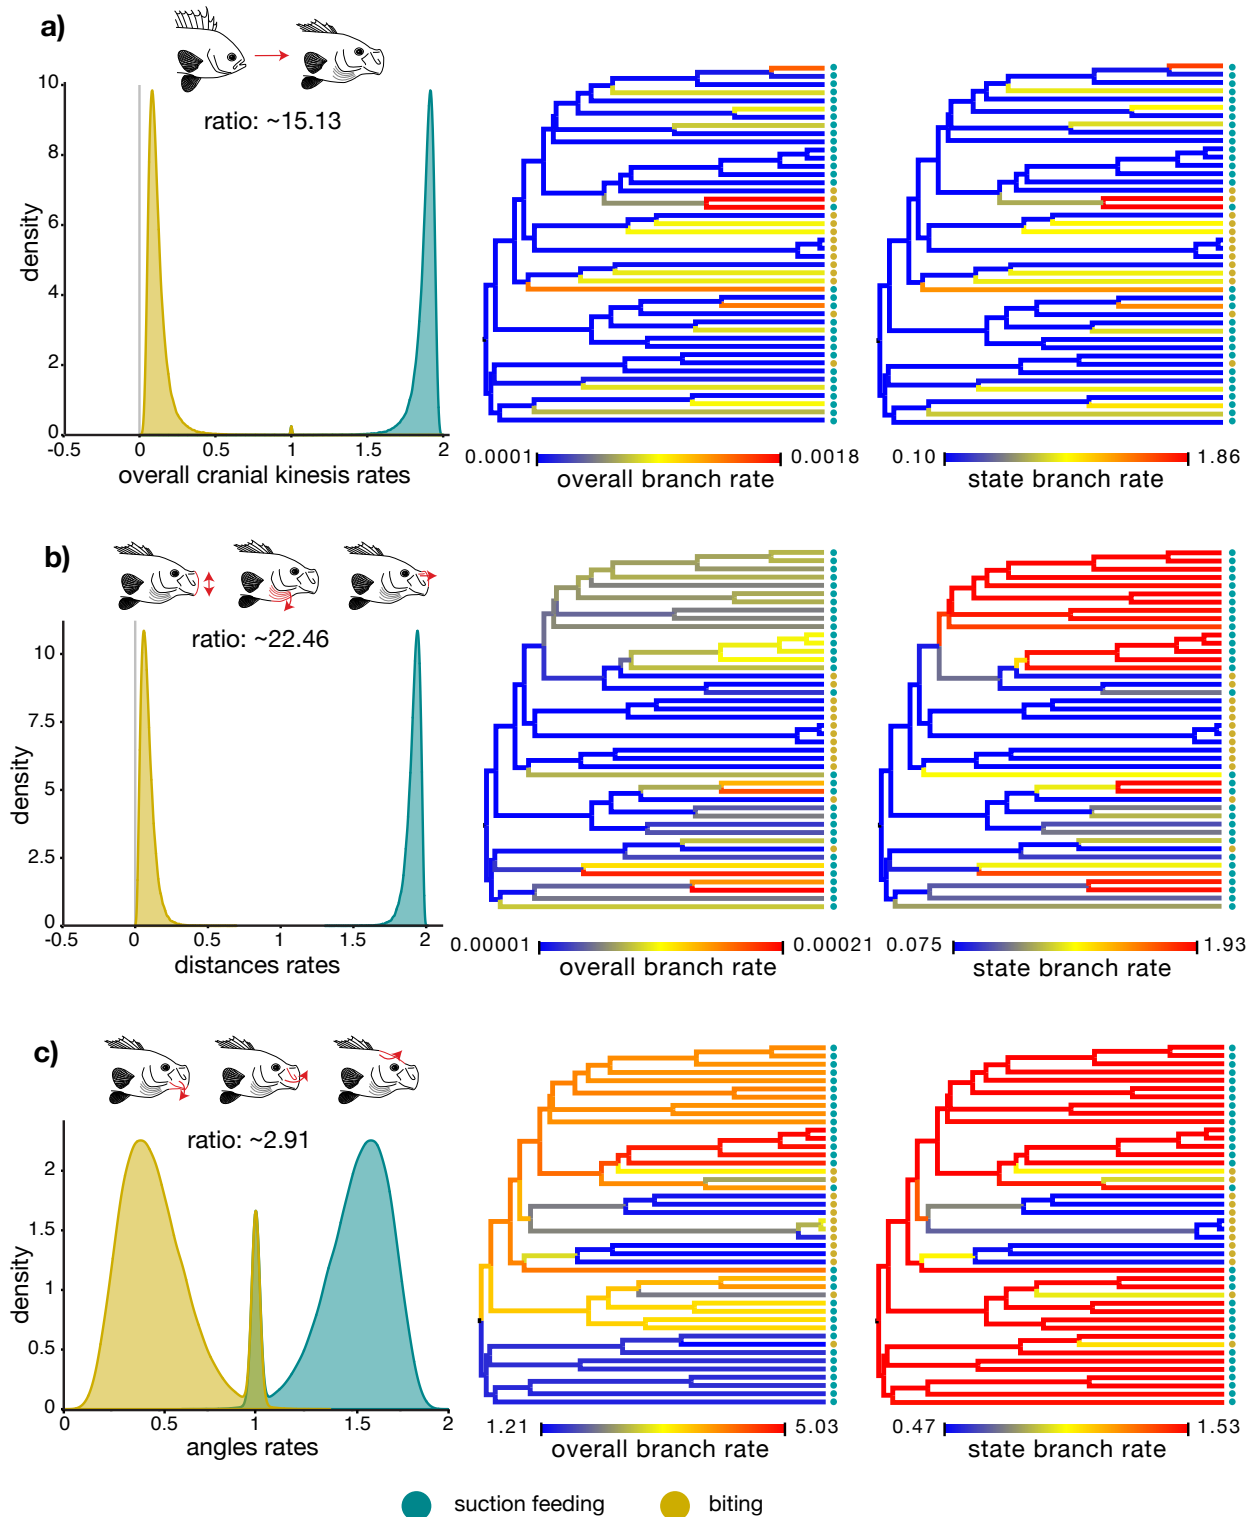 a)
ratio: ~15.13
10
8
6
4
2
0
density
-0.5 0 0.5 1 1.5 2
overall cranial kinesis rates
0.0001 0.0018
overall branch rate
0.10 1.86
state branch rate
b)
ratio: ~22.46
10
7.5
5
2.5
0
density
-0.5 0 0.5 1 1.5 2
distances rates
0.00001 0.00021
overall branch rate
0.075 1.93
state branch rate
c)
ratio: ~2.91
2
1.5
1
0.5
0
density
0 0.5 1 1.5 2
angles rates
1.21 5.03
overall branch rate
0.47 1.53
state branch rate
suction feeding biting